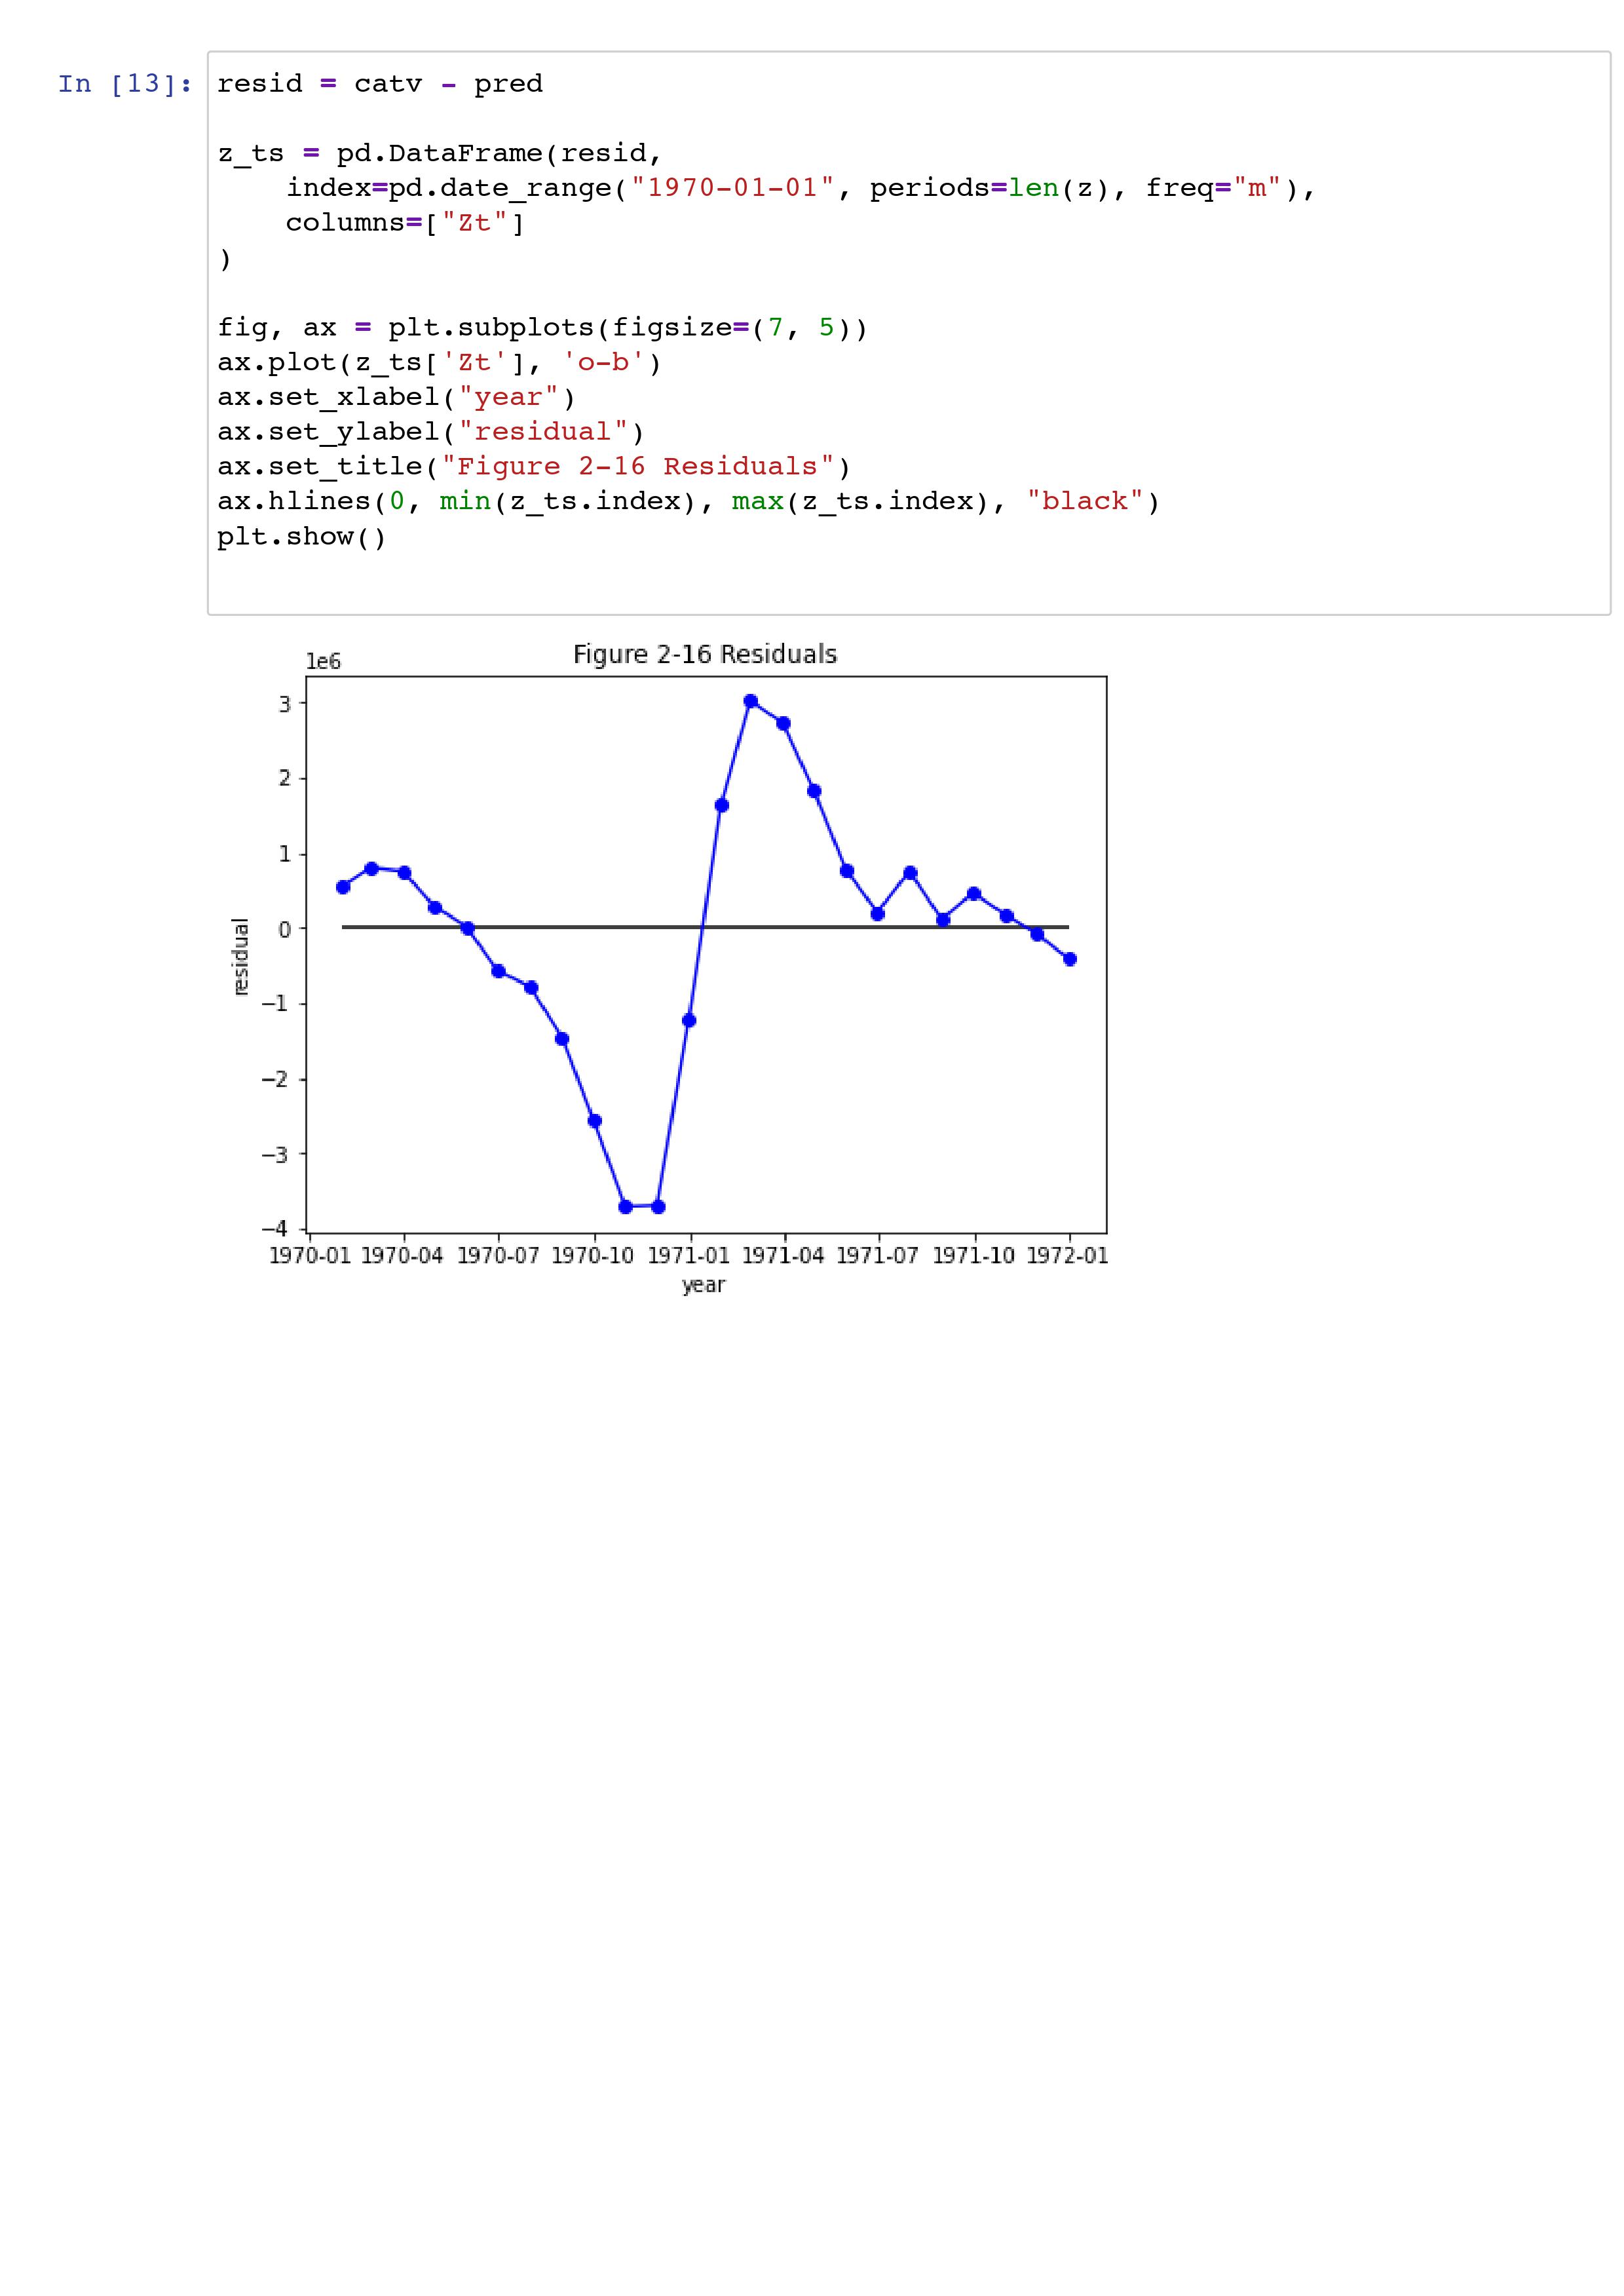 In [13]: resid = catv - pred
z_ts = pd.DataFrame(resid,
    index=pd.date_range("1970-01-01", periods=len(z), freq="m"),
    columns=["Zt"]
)
fig, ax = plt.subplots(figsize=(7, 5))
ax.plot(z_ts['Zt'], 'o-b')
ax.set_xlabel("year")
ax.set_ylabel("residual")
ax.set_title("Figure 2-16 Residuals")
ax.hlines(0, min(z_ts.index), max(z_ts.index), "black")
plt.show()
Figure 2-16 Residuals
1e6
3
2
1
0
−1
−2
−3
−4
residual
1970-01 1970-04 1970-07 1970-10 1971-01 1971-04 1971-07 1971-10 1972-01
year